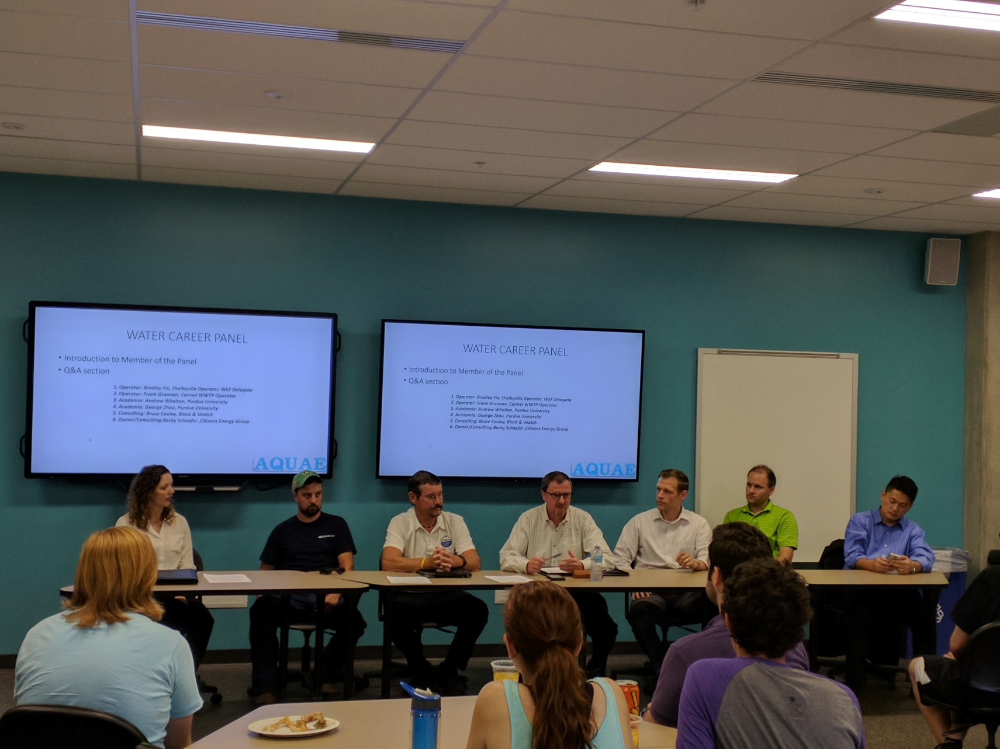 WATER CAREER PANEL
• Introduction to Member of the Panel
• Q&A section
1. Operator: Bradley Fix, Shelbyville Operator, WEF Delegate
2. Operator: Frank Grannan, Carmel WWTP Operator
3. Academia: Andrew Whelton, Purdue University
4. Academia: George Zhou, Purdue University
5. Consulting: Bruce Cooley, Black & Veatch
6. Owner/Consulting:Becky Schaefer ,Citizens Energy Group
AQUAE
WATER CAREER PANEL
• Introduction to Member of the Panel
• Q&A section
1. Operator: Bradley Fix, Shelbyville Operator, WEF Delegate
2. Operator: Frank Grannan, Carmel WWTP Operator
3. Academia: Andrew Whelton, Purdue University
4. Academia: George Zhou, Purdue University
5. Consulting: Bruce Cooley, Black & Veatch
6. Owner/Consulting:Becky Schaefer ,Citizens Energy Group
AQUAE